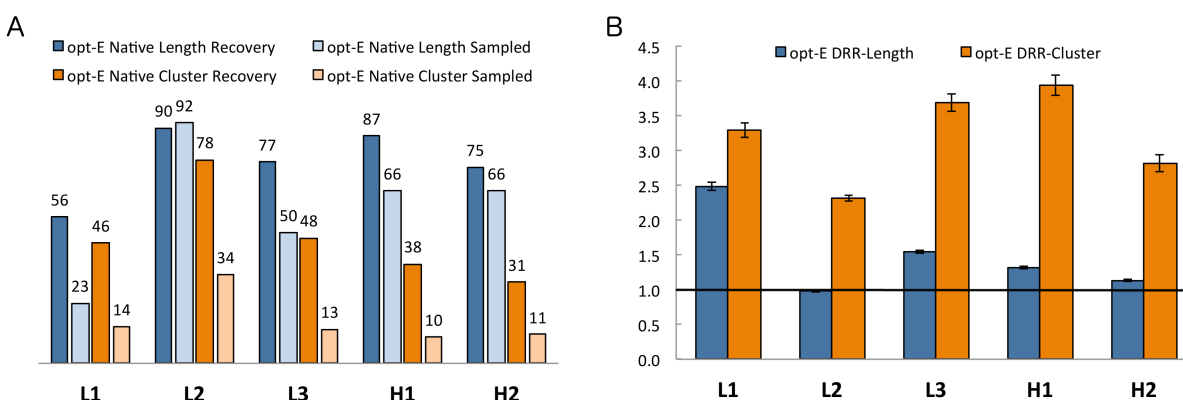 A
opt-E Native Length Recovery
opt-E Native Length Sampled
opt-E Native Cluster Recovery
opt-E Native Cluster Sampled
56
23
46
14
90
92
78
34
77
50
48
13
87
66
38
10
75
66
31
11
L1
L2
L3
H1
H2
B
opt-E DRR-Length
opt-E DRR-Cluster
4.5
4.0
3.5
3.0
2.5
2.0
1.5
1.0
0.5
0.0
L1
L2
L3
H1
H2